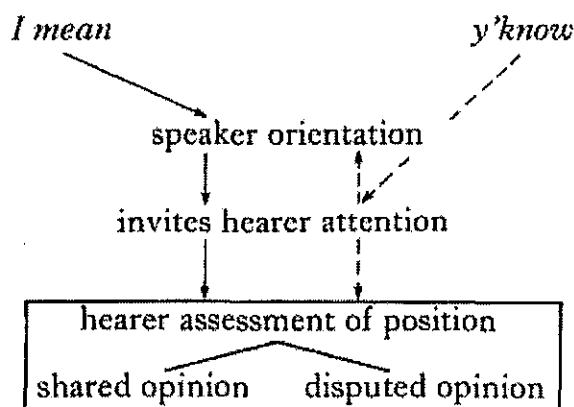 I mean y'know
speaker orientation
invites hearer attention
hearer assessment of position
shared opinion disputed opinion